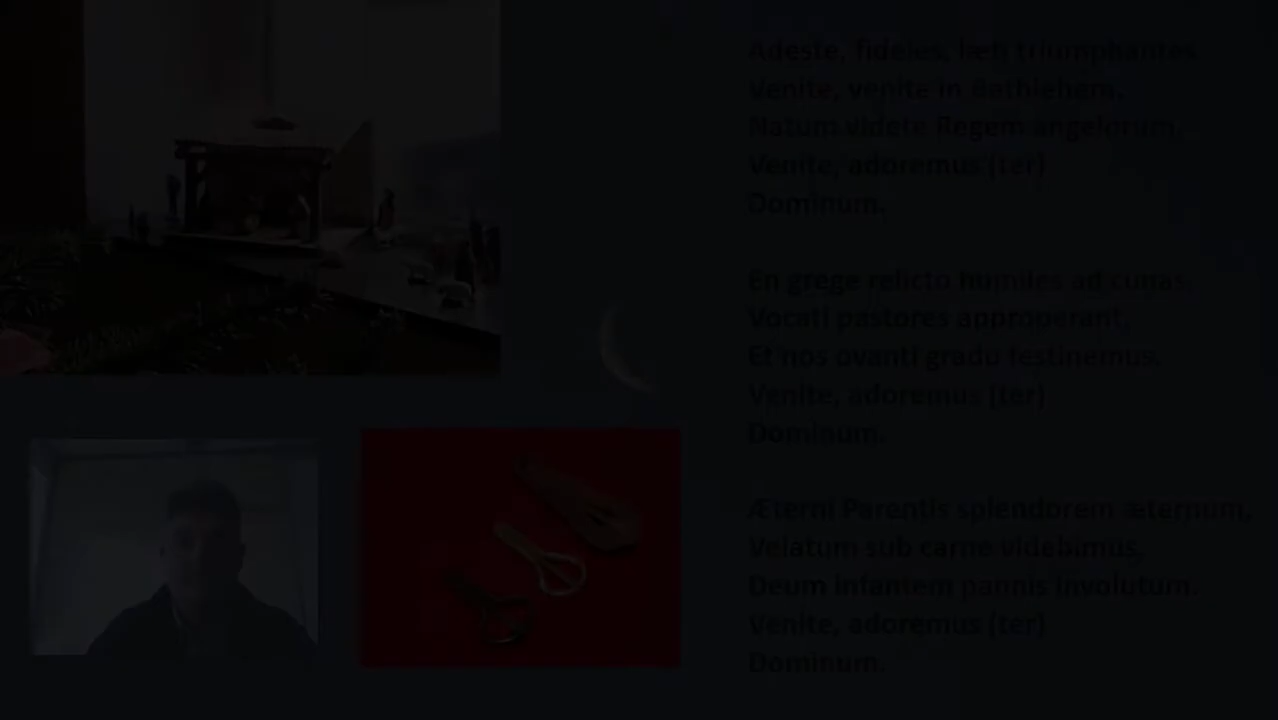 Adeste, fideles, læti triumphantes
Venite, venite in Bethlehem.
Natum videte Regem angelorum.
Venite, adoremus (ter)
Dominum.
En grege relicto humiles ad cunas,
Vocati pastores approperant.
Et nos ovanti gradu festinemus.
Venite, adoremus (ter)
Dominum.
Æterni Parentis splendorem æternum,
Velatum sub carne videbimus,
Deum infantem pannis involutum.
Venite, adoremus (ter)
Dominum.